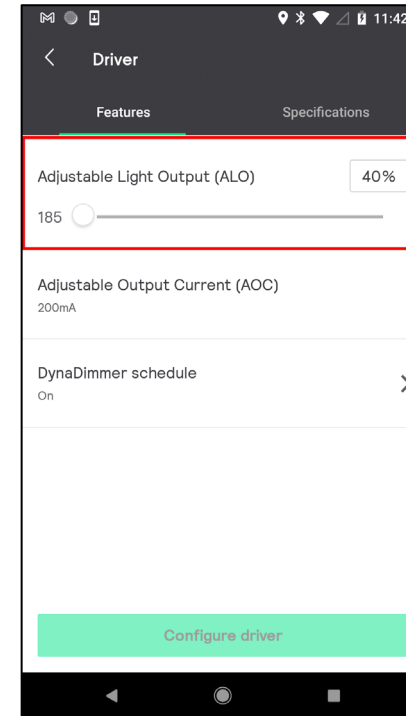 11:42
Driver
Features Specifications
Adjustable Light Output (ALO) 40%
185
Adjustable Output Current (AOC)
200mA
DynaDimmer schedule
On
Configure driver